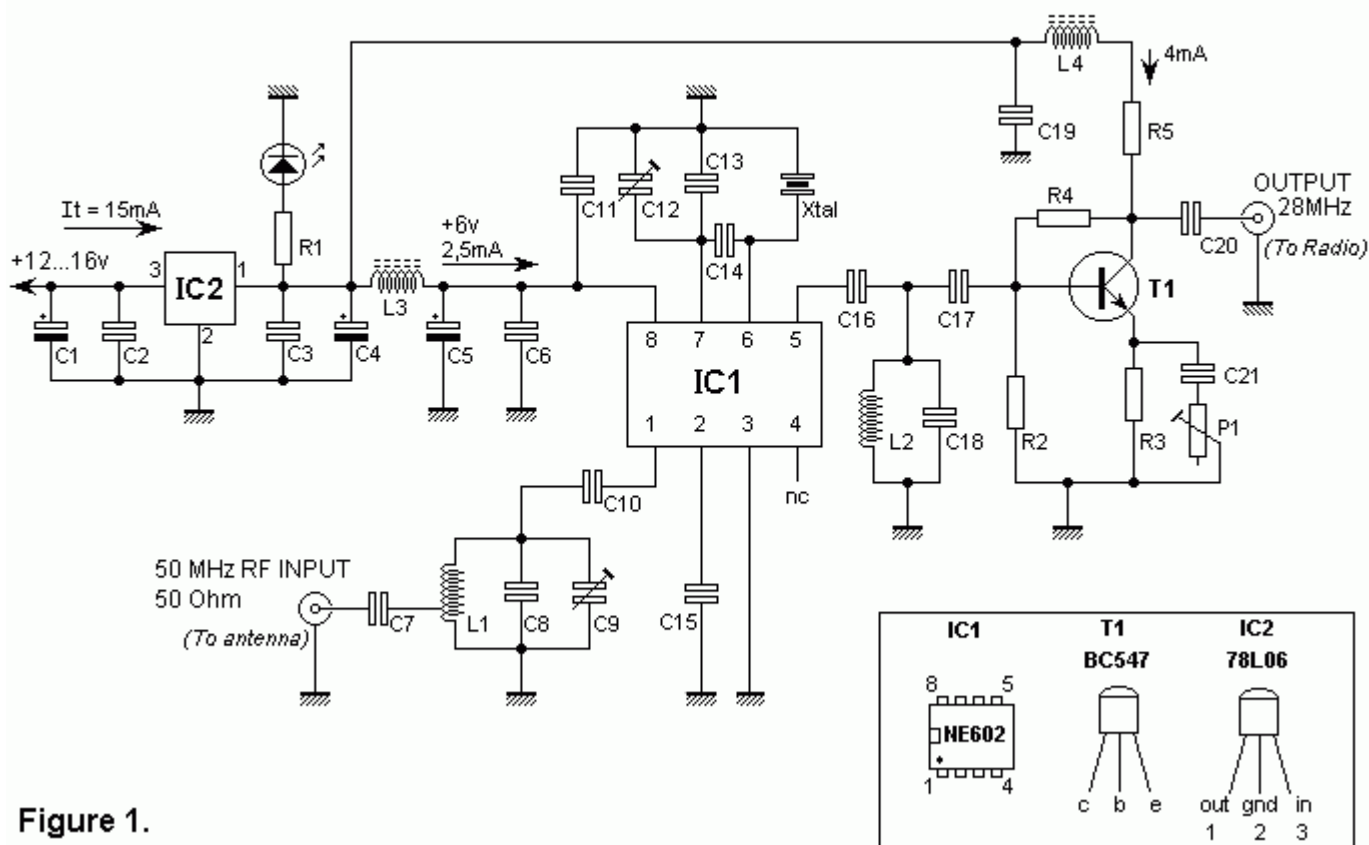 L4
4mA
C19
R5
C13
C11
C12
Xtal
C14
R4
OUTPUT
28MHz
(To Radio)
C20
It = 15mA
R1
+6v
2,5mA
+12...16v
3
1
IC2
2
L3
C16
C17
T1
C1
C2
C3
C4
C5
C6
8
7
6
5
IC1
1
2
3
4
L2
C18
R2
R3
C21
P1
nc
C10
50 MHz RF INPUT
50 Ohm
(To antenna)
C7
L1
C8
C9
C15
IC1
T1
IC2
BC547
78L06
8
5
NE602
1
4
c
b
e
out
gnd
in
1
2
3
Figure 1.